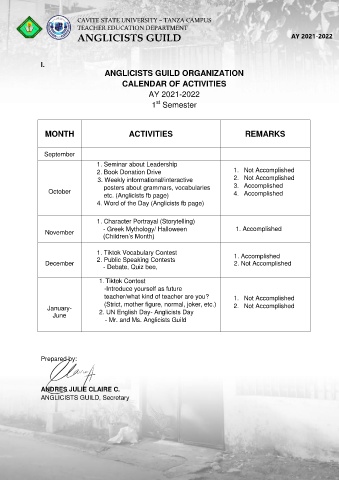 CAVITE STATE UNIVERSITY – TANZA CAMPUS
TEACHER EDUCATION DEPARTMENT
ANGLICISTS GUILD
AY 2021-2022
I.
ANGLICISTS GUILD ORGANIZATION
CALENDAR OF ACTIVITIES
AY 2021-2022
1st Semester
MONTH ACTIVITIES REMARKS
September
October
1. Seminar about Leadership
2. Book Donation Drive
3. Weekly informational/interactive
posters about grammars, vocabularies
etc. (Anglicists fb page)
4. Word of the Day (Anglicists fb page)
1. Not Accomplished
2. Not Accomplished
3. Accomplished
4. Accomplished
November
1. Character Portrayal (Storytelling)
- Greek Mythology/ Halloween
(Children's Month)
1. Accomplished
December
1. Tiktok Vocabulary Contest
2. Public Speaking Contests
- Debate, Quiz bee,
1. Accomplished
2. Not Accomplished
January-
June
1. Tiktok Contest
-Introduce yourself as future
teacher/what kind of teacher are you?
(Strict, mother figure, normal, joker, etc.)
2. UN English Day- Anglicists Day
- Mr. and Ms. Anglicists Guild
1. Not Accomplished
2. Not Accomplished
Prepared by:
ANDRES JULIE CLAIRE C.
ANGLICISTS GUILD, Secretary